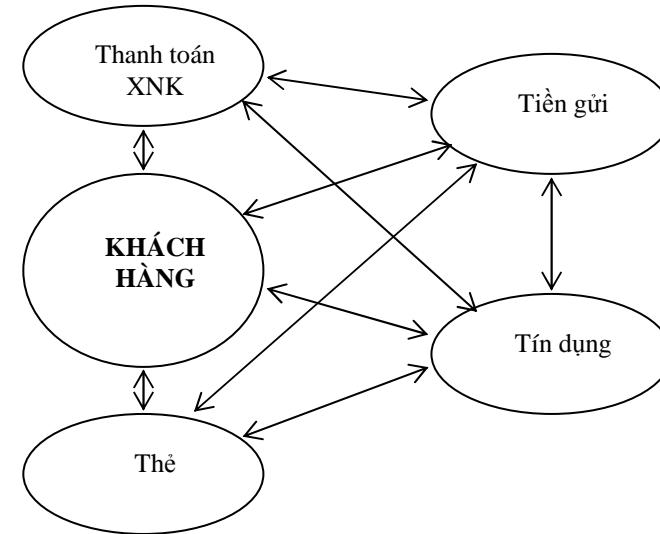 Thanh toán
XNK
Tiền gửi
KHÁCH
HÀNG
Tín dụng
Thẻ